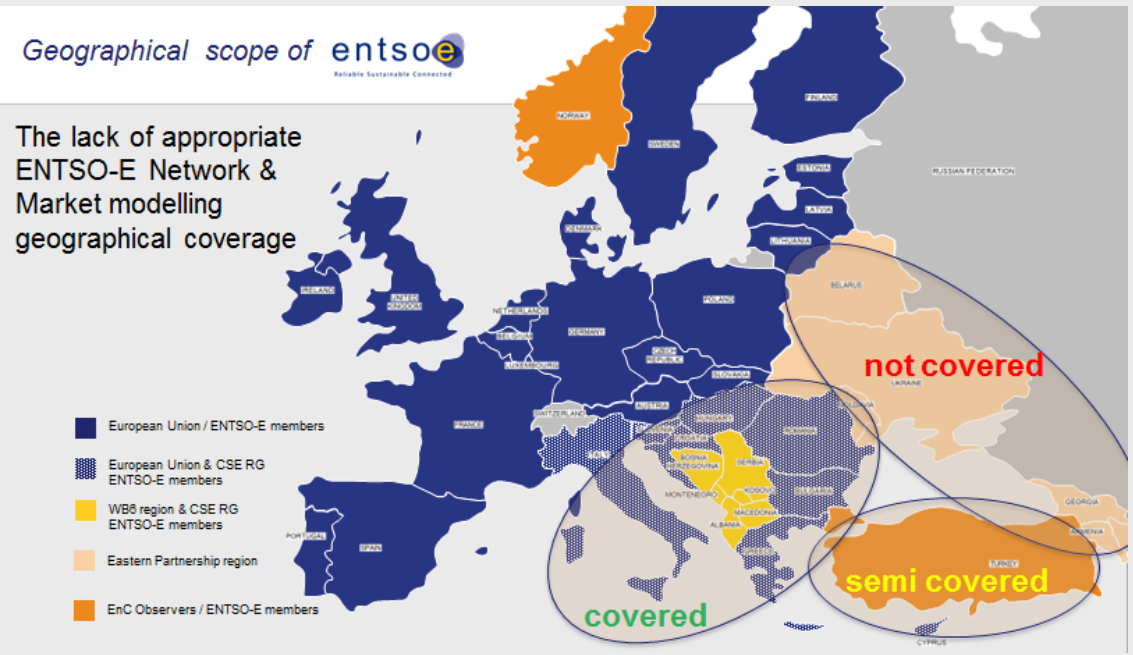 Geographical scope of entsoe
Reliable Sustainable Connected
The lack of appropriate
ENTSO-E Network &
Market modelling
geographical coverage
NORWAY
FINLAND
SWEDEN
RUSSIAN FEDERATION
ESTONIA
LATVIA
DENMARK
LITHUANIA
IRELAND
UNITED
KINGDOM
BELARUS
POLAND
NETHERLANDS
GERMANY
BELGIUM
CZECH
REPUBLIC
LUXEMBOURG
not covered
UKRAINE
SLOVAKIA
AUSTRIA
MOLDAVIA
SWITZERLAND
HUNGARY
FRANCE
SLOVENIA
ROMANIA
CROATIA
ITALY
BOSNIA
HERZEGOVINA
SERBIA
MONTENEGRO
KOSOVO
BULGARIA
MACEDONIA
ALBANIA
GEORGIA
ARMENIA
PORTUGAL
SPAIN
GREECE
TURKEY
semi covered
covered
CYPRUS
European Union / ENTSO-E members
European Union & CSE RG
ENTSO-E members
WB6 region & CSE RG
ENTSO-E members
Eastern Partnership region
EnC Observers / ENTSO-E members